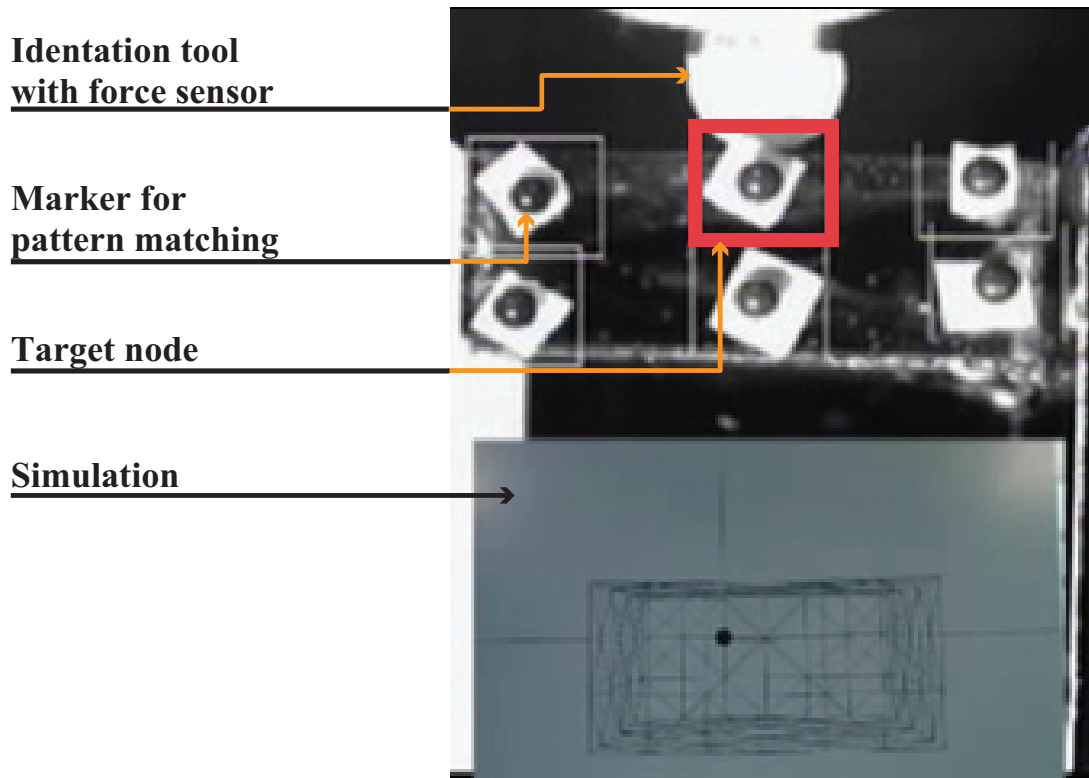 Identation tool
with force sensor
Marker for
pattern matching
Target node
Simulation